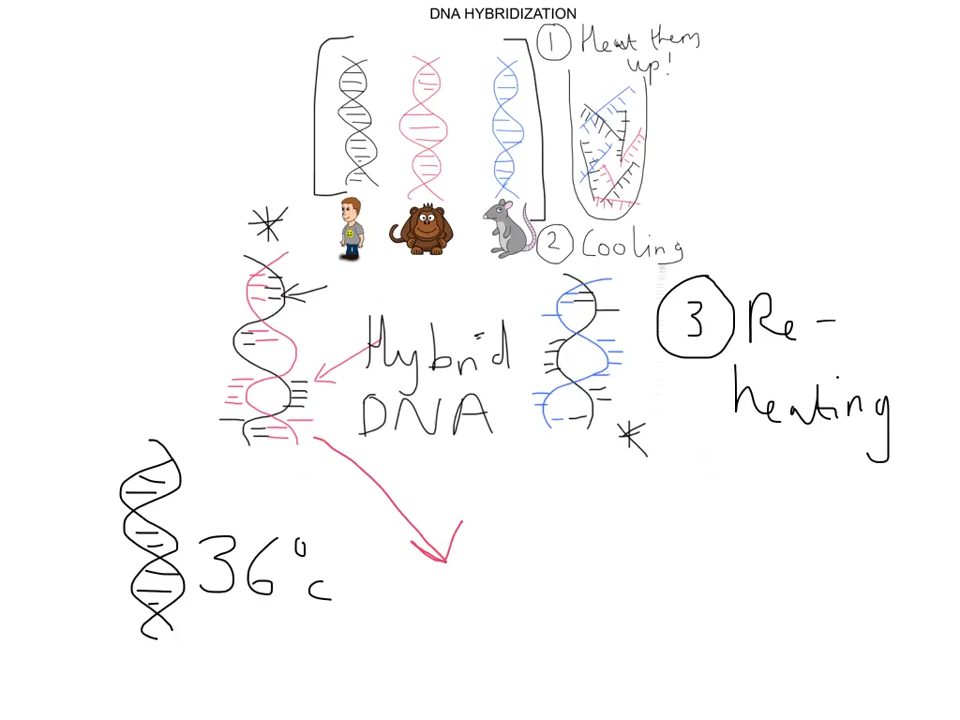 DNA HYBRIDIZATION
1 Heat them
up!
2 Cooling
3 Re-
heating
Hybrid
DNA
36°c